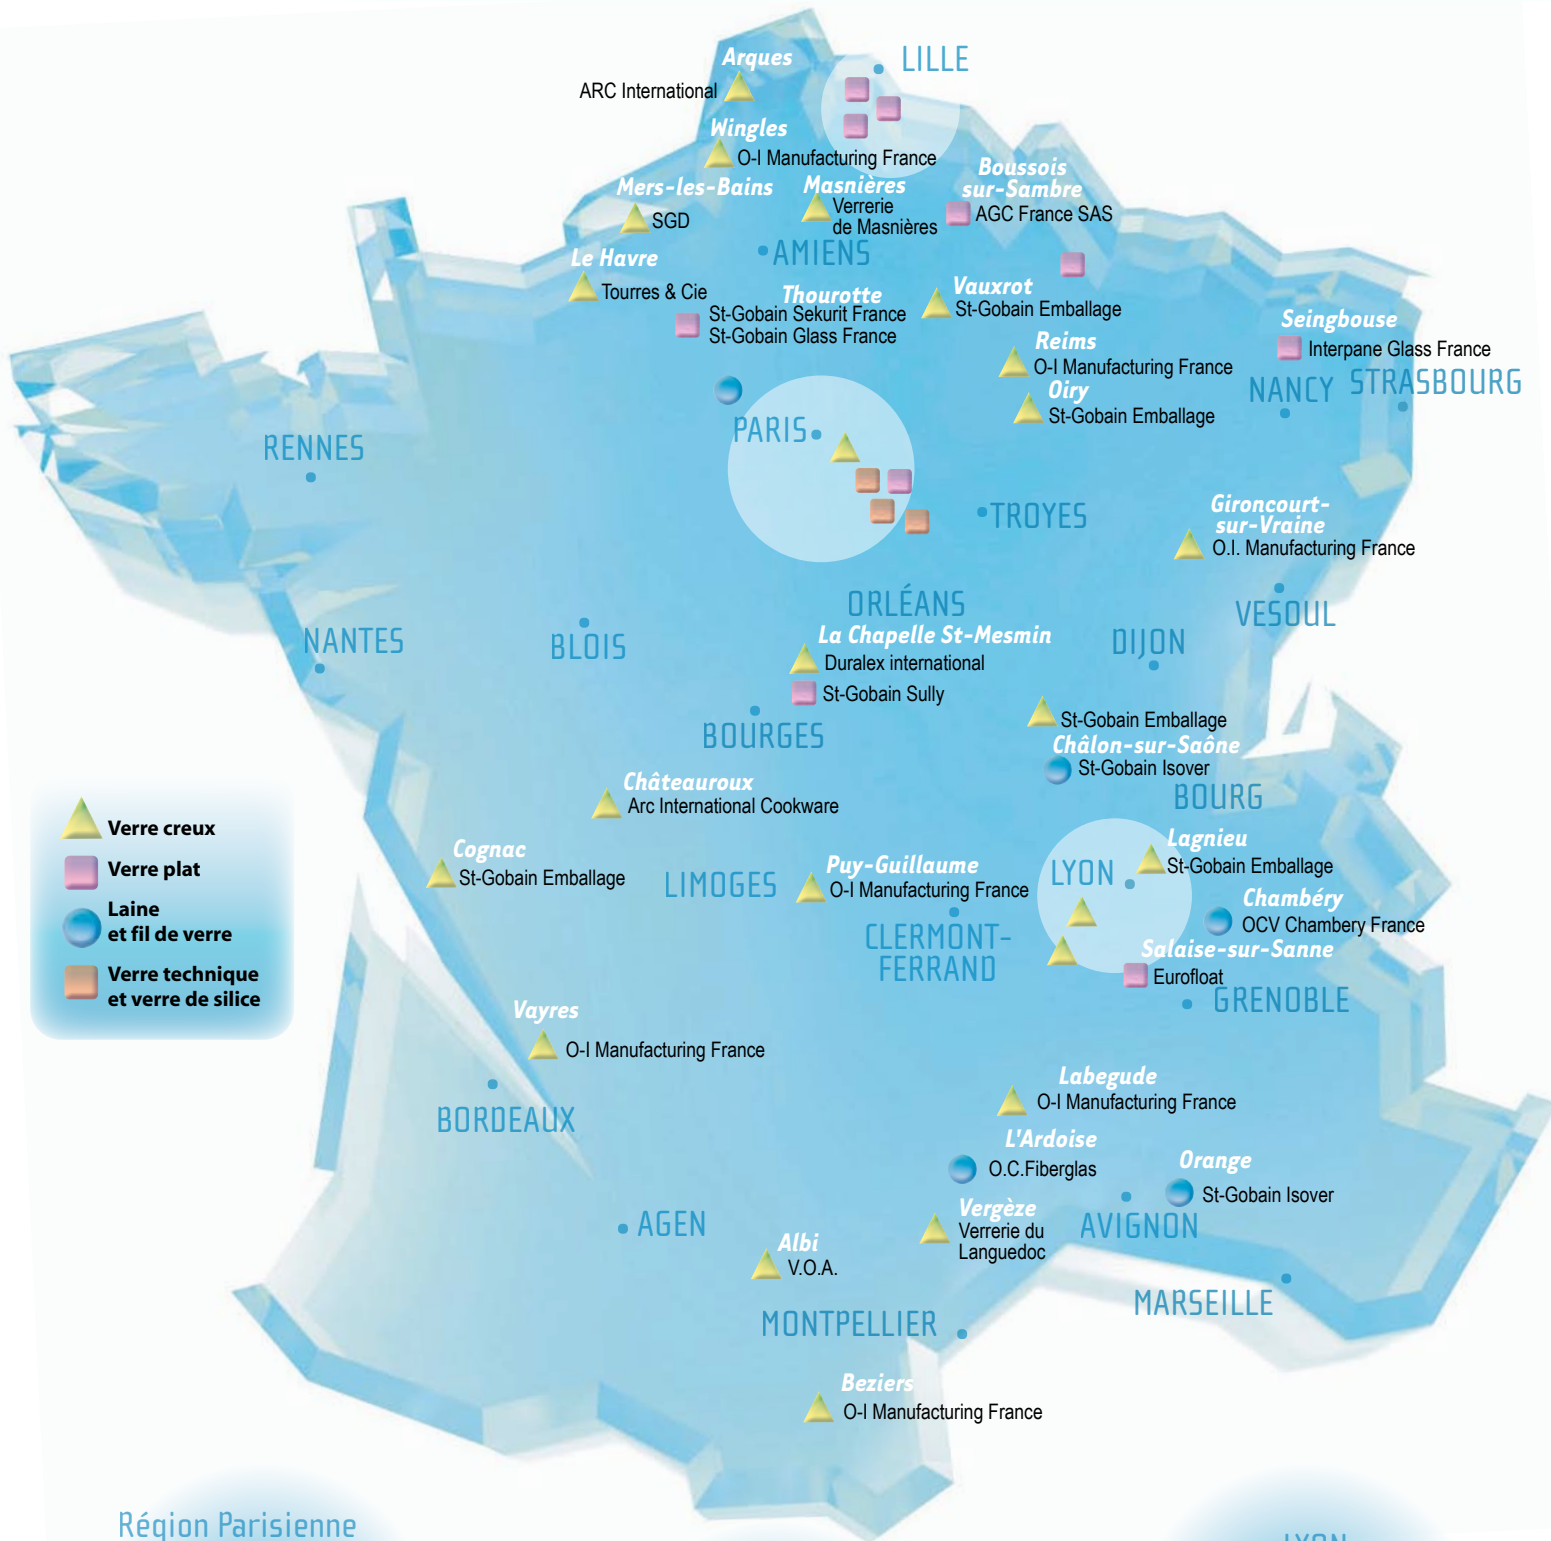 LILLE
Arques
ARC International
Wingles
O-I Manufacturing France
Boussois
sur-Sambre
AGC France SAS
Mers-les-Bains
SGD
Masnières
Verrerie
de Masnières
AMIENS
Le Havre
Tourres & Cie
Thourotte
St-Gobain Sekurit France
St-Gobain Glass France
Vauxrot
St-Gobain Emballage
Seingbouse
Interpane Glass France
Reims
O-I Manufacturing France
Oiry
St-Gobain Emballage
NANCY
STRASBOURG
PARIS
RENNES
TROYES
Gironcourt-
sur-Vraine
O.I. Manufacturing France
ORLÉANS
VESOUL
NANTES
BLOIS
La Chapelle St-Mesmin
Duralex international
St-Gobain Sully
DIJON
BOURGES
St-Gobain Emballage
Châlon-sur-Saône
St-Gobain Isover
BOURG
Châteauroux
Arc International Cookware
Verre creux
Verre plat
Laine
et fil de verre
Verre technique
et verre de silice
Cognac
St-Gobain Emballage
LIMOGES
Puy-Guillaume
O-I Manufacturing France
LYON
Lagnieu
St-Gobain Emballage
Chambéry
OCV Chambery France
CLERMONT-
FERRAND
Salaise-sur-Sanne
Eurofloat
GRENOBLE
Vayres
O-I Manufacturing France
BORDEAUX
Labegude
O-I Manufacturing France
L'Ardoise
O.C.Fiberglas
Orange
St-Gobain Isover
AGEN
Vergèze
Verrerie du
Languedoc
AVIGNON
Albi
V.O.A.
MARSEILLE
MONTPELLIER
Beziers
O-I Manufacturing France
Région Parisienne
LYON